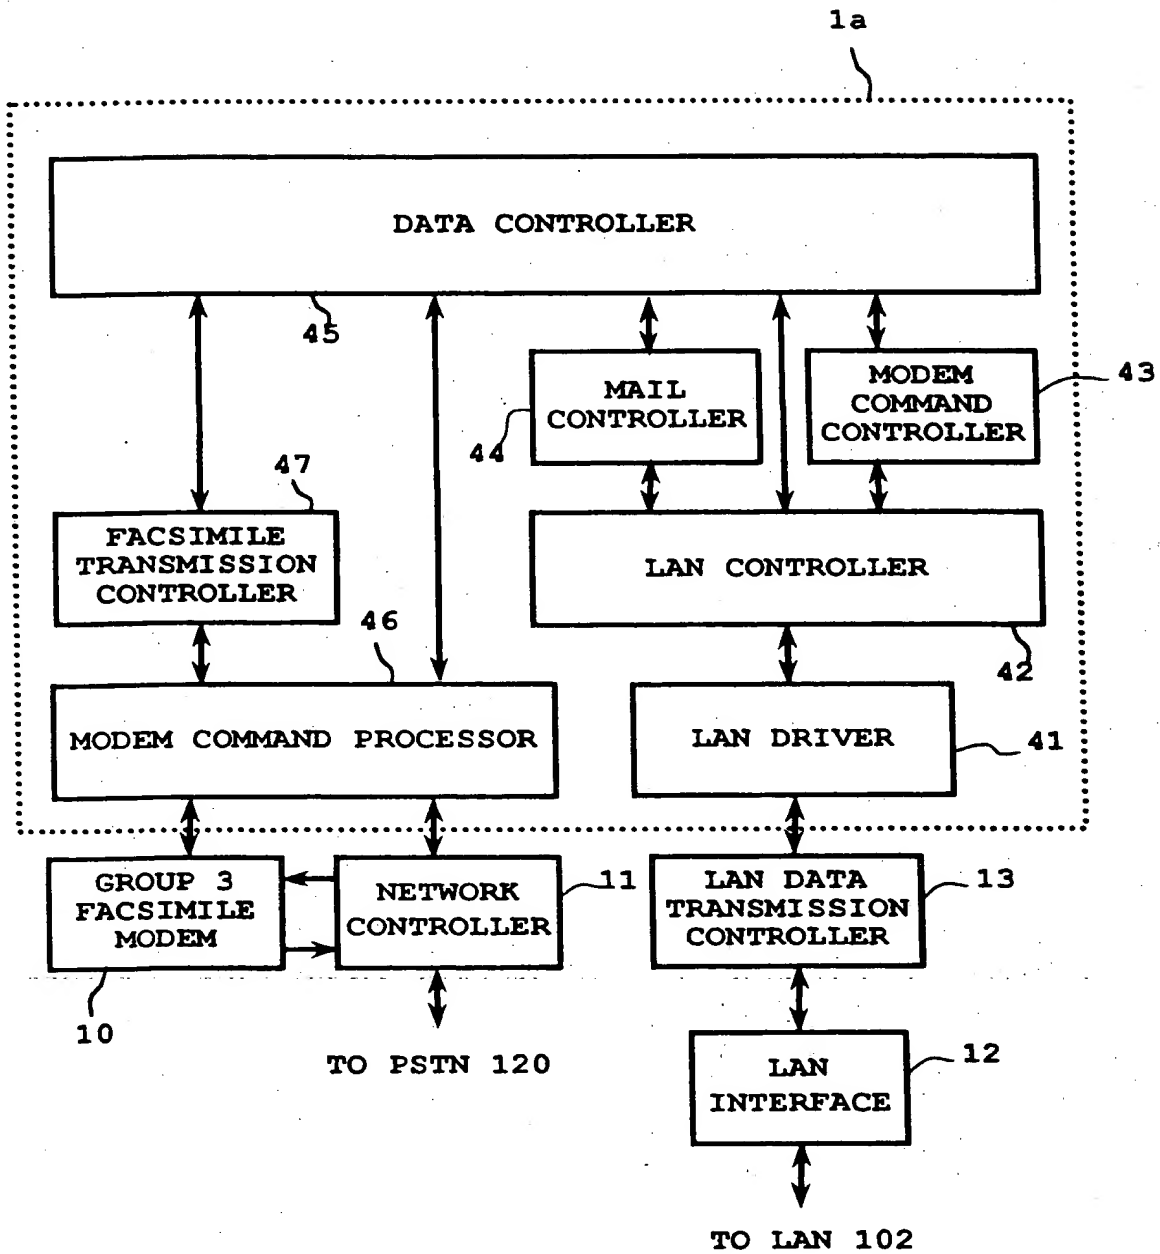 1a
DATA CONTROLLER
45
MAIL
CONTROLLER
44
MODEM
COMMAND
CONTROLLER
43
47
FACSIMILE
TRANSMISSION
CONTROLLER
LAN CONTROLLER
42
46
MODEM COMMAND PROCESSOR
LAN DRIVER
41
GROUP 3
FACSIMILE
MODEM
10
NETWORK
CONTROLLER
11
LAN DATA
TRANSMISSION
CONTROLLER
13
TO PSTN 120
LAN
INTERFACE
12
TO LAN 102